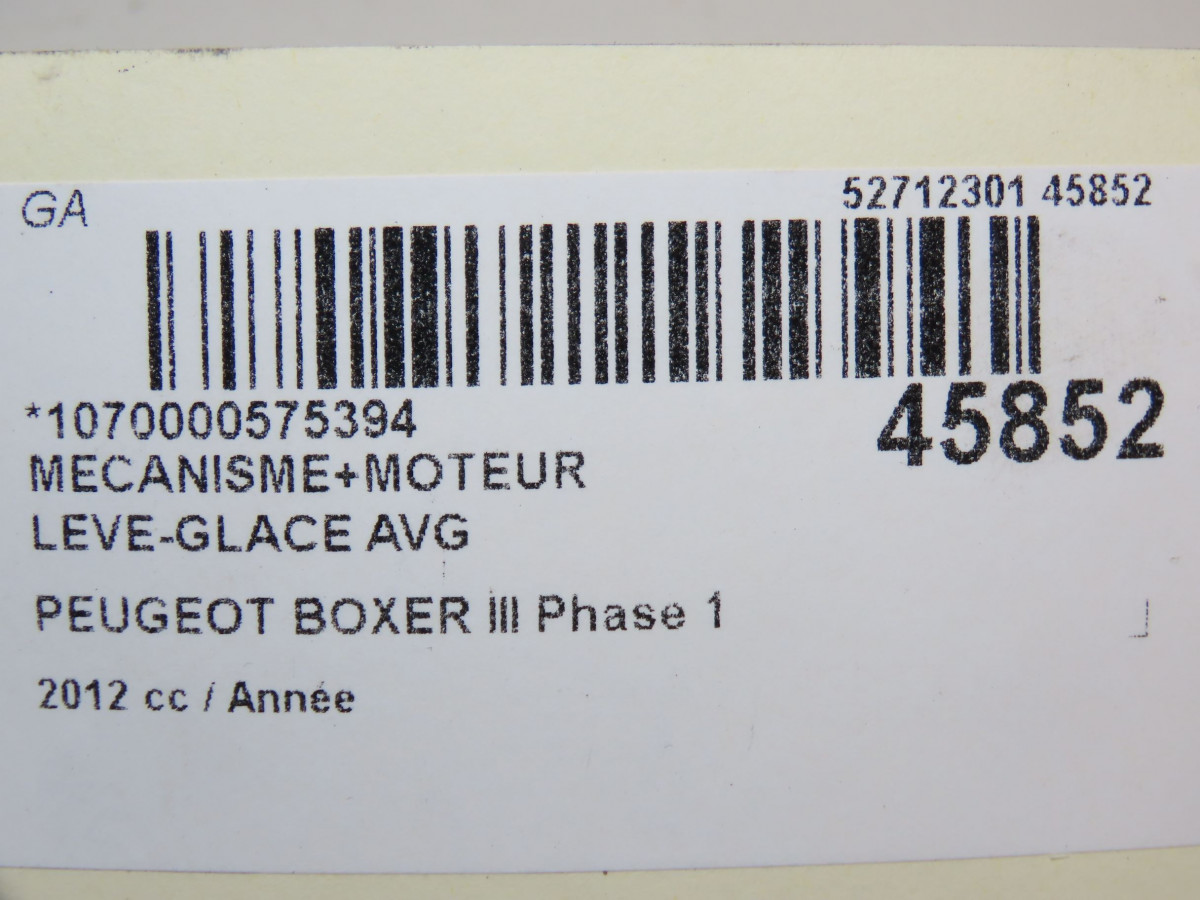 GA
52712301 45852
*1070000575394
45852
MECANISME+MOTEUR
LEVE-GLACE AVG
PEUGEOT BOXER III Phase 1
2012 cc / Année